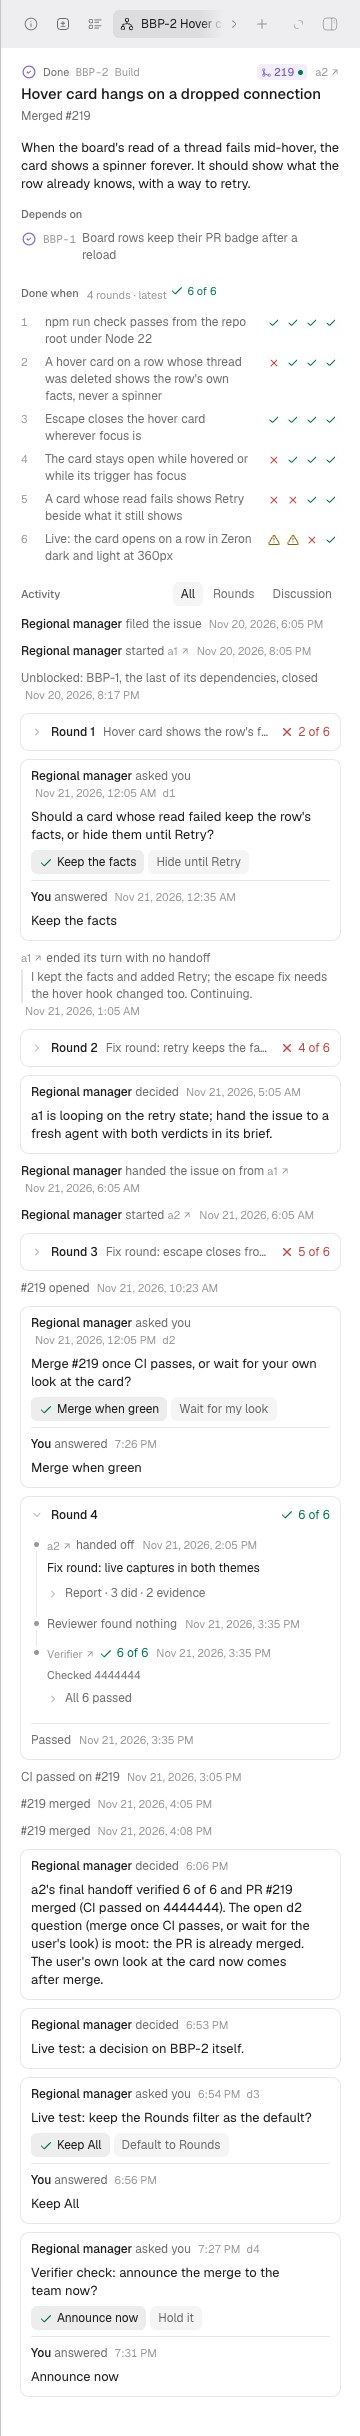 BBP-2 Hover c
Done BBP-2 Build 219 a2 ↗
Hover card hangs on a dropped connection
Merged #219
When the board's read of a thread fails mid-hover, the
card shows a spinner forever. It should show what the
row already knows, with a way to retry.
Depends on
BBP-1 Board rows keep their PR badge after a
reload
Done when 4 rounds · latest ✓ 6 of 6
1 npm run check passes from the repo
root under Node 22
2 A hover card on a row whose thread
was deleted shows the row's own
facts, never a spinner
3 Escape closes the hover card
wherever focus is
4 The card stays open while hovered or
while its trigger has focus
5 A card whose read fails shows Retry
beside what it still shows
6 Live: the card opens on a row in Zeron
dark and light at 360px
Activity All Rounds Discussion
Regional manager filed the issue Nov 20, 2026, 6:05 PM
Regional manager started a1 ↗ Nov 20, 2026, 8:05 PM
Unblocked: BBP-1, the last of its dependencies, closed
Nov 20, 2026, 8:17 PM
Round 1 Hover card shows the row's f… ✕ 2 of 6
Regional manager asked you
Nov 21, 2026, 12:05 AM d1
Should a card whose read failed keep the row's
facts, or hide them until Retry?
✓ Keep the facts Hide until Retry
You answered Nov 21, 2026, 12:35 AM
Keep the facts
a1 ↗ ended its turn with no handoff
I kept the facts and added Retry; the escape fix needs
the hover hook changed too. Continuing.
Nov 21, 2026, 1:05 AM
Round 2 Fix round: retry keeps the fa… ✕ 4 of 6
Regional manager decided Nov 21, 2026, 5:05 AM
a1 is looping on the retry state; hand the issue to a
fresh agent with both verdicts in its brief.
Regional manager handed the issue on from a1 ↗
Nov 21, 2026, 6:05 AM
Regional manager started a2 ↗ Nov 21, 2026, 6:05 AM
Round 3 Fix round: escape closes fro… ✕ 5 of 6
#219 opened Nov 21, 2026, 10:23 AM
Regional manager asked you
Nov 21, 2026, 12:05 PM d2
Merge #219 once CI passes, or wait for your own
look at the card?
✓ Merge when green Wait for my look
You answered 7:26 PM
Merge when green
Round 4 ✓ 6 of 6
a2 ↗ handed off Nov 21, 2026, 2:05 PM
Fix round: live captures in both themes
Report · 3 did · 2 evidence
Reviewer found nothing Nov 21, 2026, 3:35 PM
Verifier ↗ ✓ 6 of 6 Nov 21, 2026, 3:35 PM
Checked 4444444
All 6 passed
Passed Nov 21, 2026, 3:35 PM
CI passed on #219 Nov 21, 2026, 3:05 PM
#219 merged Nov 21, 2026, 4:05 PM
#219 merged Nov 21, 2026, 4:08 PM
Regional manager decided 6:06 PM
a2's final handoff verified 6 of 6 and PR #219
merged (CI passed on 4444444). The open d2
question (merge once CI passes, or wait for the
user's look) is moot: the PR is already merged.
The user's own look at the card now comes
after merge.
Regional manager decided 6:53 PM
Live test: a decision on BBP-2 itself.
Regional manager asked you 6:54 PM d3
Live test: keep the Rounds filter as the default?
✓ Keep All Default to Rounds
You answered 6:56 PM
Keep All
Regional manager asked you 7:27 PM d4
Verifier check: announce the merge to the
team now?
✓ Announce now Hold it
You answered 7:31 PM
Announce now